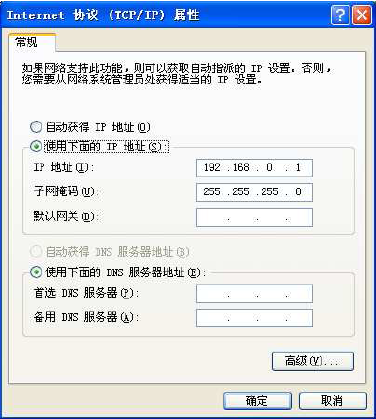 Internet 协议 (TCP/IP) 属性
常规
如果网络支持此功能，则可以获取自动指派的 IP 设置。否则，
您需要从网络系统管理员处获得适当的 IP 设置。
自动获得 IP 地址(O)
使用下面的 IP 地址(S):
IP 地址(I): 192 .168 . 0 . 1
子网掩码(U): 255 .255 .255 . 0
默认网关(D): . . .
自动获得 DNS 服务器地址(B)
使用下面的 DNS 服务器地址(E):
首选 DNS 服务器(P): . . .
备用 DNS 服务器(A): . . .
高级(V)...
确定 取消